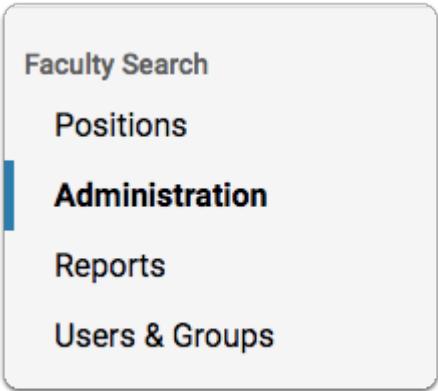 Faculty Search
Positions
Administration
Reports
Users & Groups